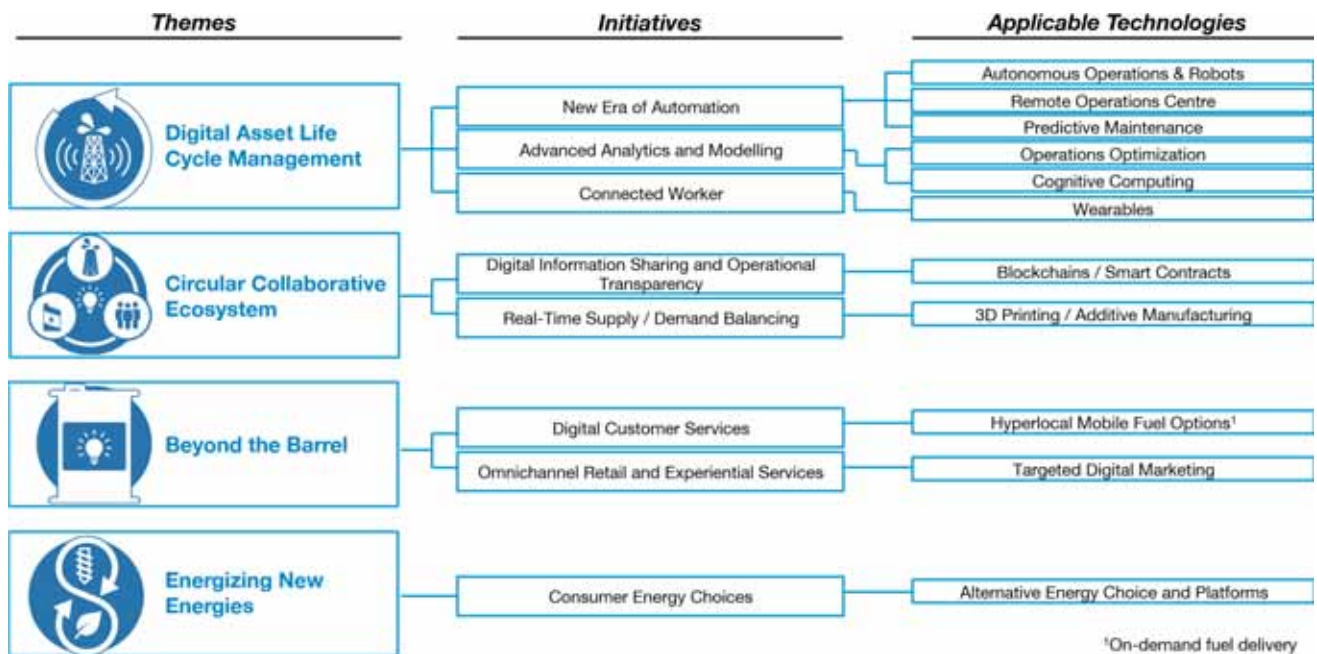 Themes
Initiatives
Applicable Technologies
Digital Asset Life
Cycle Management
New Era of Automation
Advanced Analytics and Modelling
Connected Worker
Autonomous Operations & Robots
Remote Operations Centre
Predictive Maintenance
Operations Optimization
Cognitive Computing
Wearables
Circular Collaborative
Ecosystem
Digital Information Sharing and Operational
Transparency
Real-Time Supply / Demand Balancing
Blockchains / Smart Contracts
3D Printing / Additive Manufacturing
Beyond the Barrel
Digital Customer Services
Omnichannel Retail and Experiential Services
Hyperlocal Mobile Fuel Options¹
Targeted Digital Marketing
Energizing New
Energies
Consumer Energy Choices
Alternative Energy Choice and Platforms
¹On-demand fuel delivery